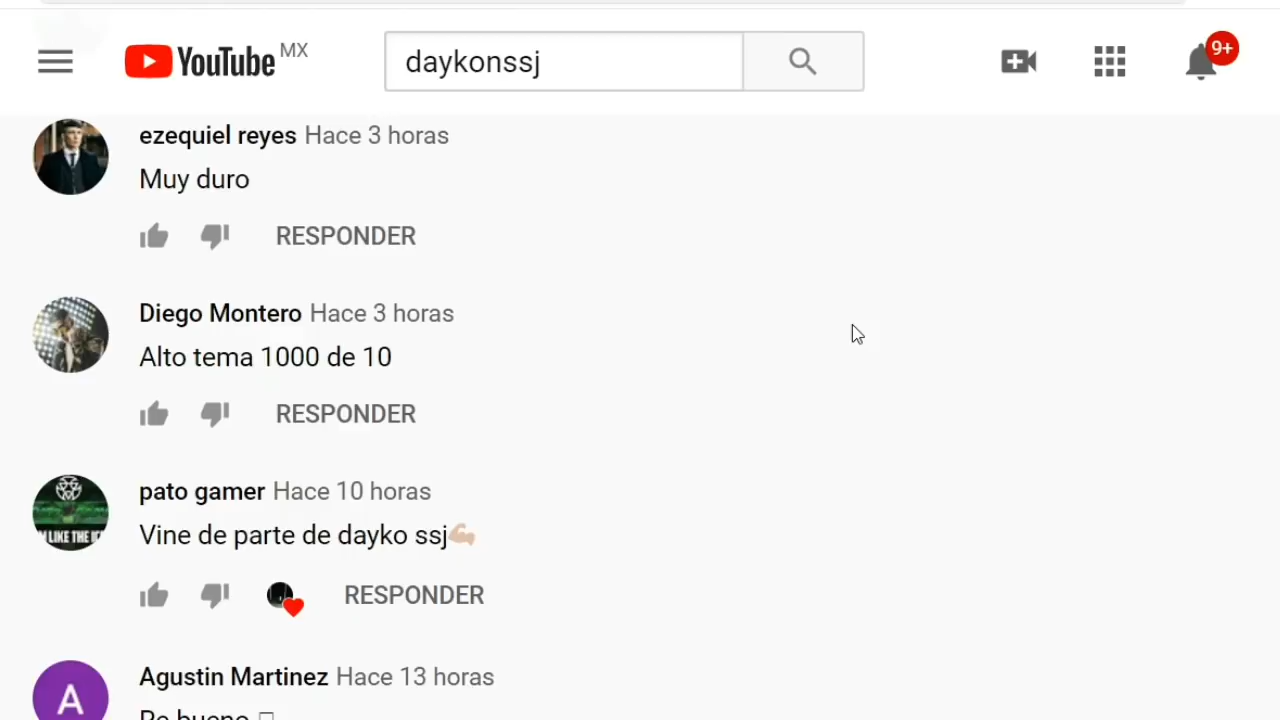 YouTube MX
daykonssj
9+
ezequiel reyes Hace 3 horas
Muy duro
RESPONDER
Diego Montero Hace 3 horas
Alto tema 1000 de 10
RESPONDER
pato gamer Hace 10 horas
Vine de parte de dayko ssj💪🏼
RESPONDER
A
Agustin Martinez Hace 13 horas
Re bueno